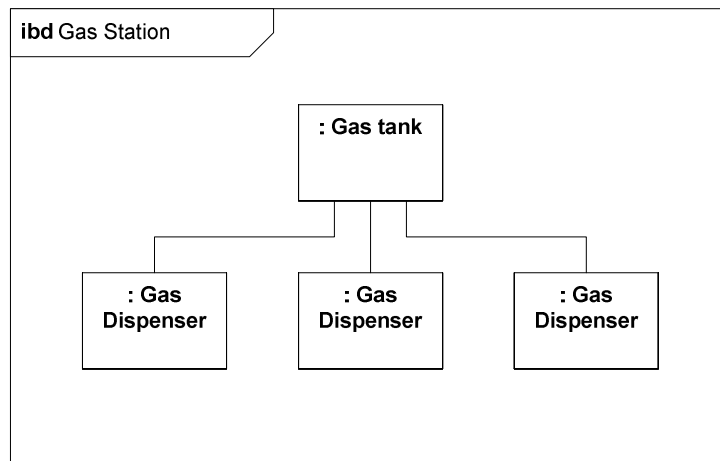 ibd Gas Station
: Gas tank
: Gas
Dispenser
: Gas
Dispenser
: Gas
Dispenser